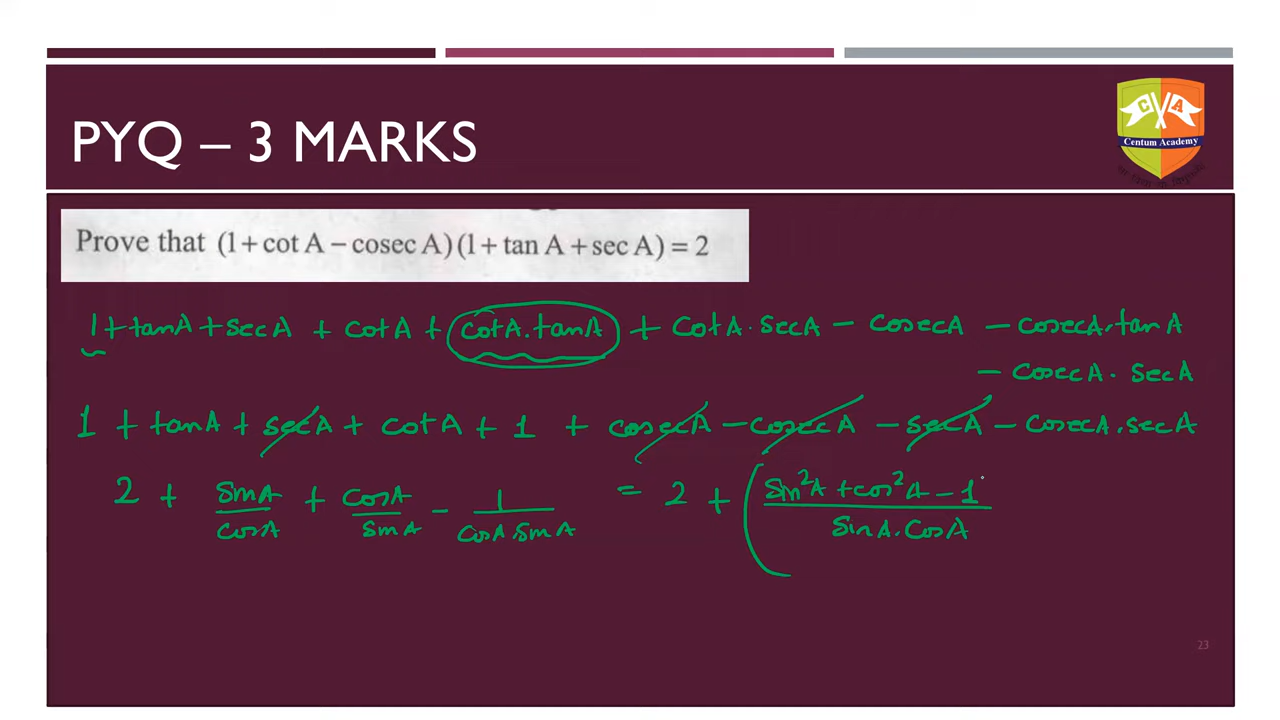 PYQ – 3 MARKS
C A
Centum Academy
Prove that (1 + cot A – cosec A)(1 + tan A + sec A) = 2
1 + tanA + secA + cotA + cotA.tanA + cotA.secA – cosecA – cosecA.tanA
– cosecA.secA
1 + tanA + secA + cotA + 1 + cosecA – cosecA – secA – cosecA.secA
2 + sinA/cosA + cosA/sinA – 1/cosA.sinA = 2 + (sin²A + cos²A – 1/sinA.cosA
23